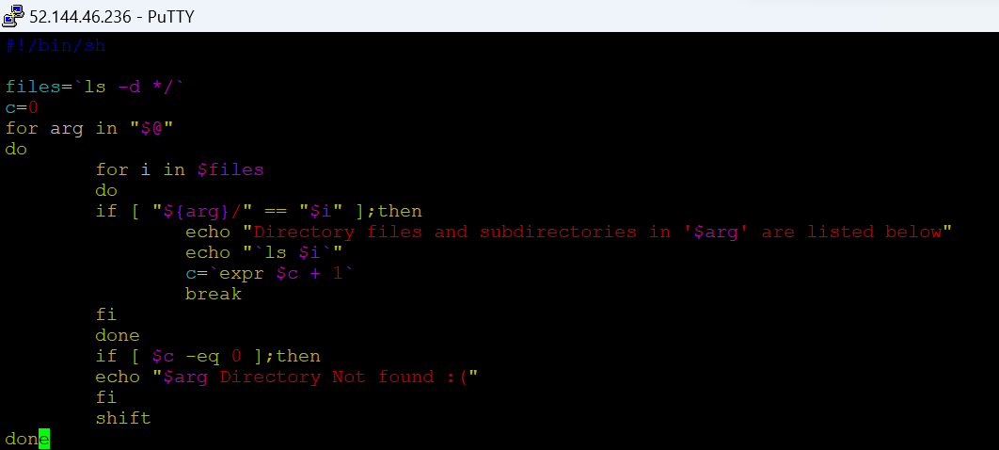 52.144.46.236 - PuTTY
#!/bin/sh
files=`ls -d */`
c=0
for arg in "$@"
do
for i in $files
do
if [ "${arg}/" == "$i" ];then
echo "Directory files and subdirectories in '$arg' are listed below"
echo "`ls $i`"
c=`expr $c + 1`
break
fi
done
if [ $c -eq 0 ];then
echo "$arg Directory Not found :("
fi
shift
done